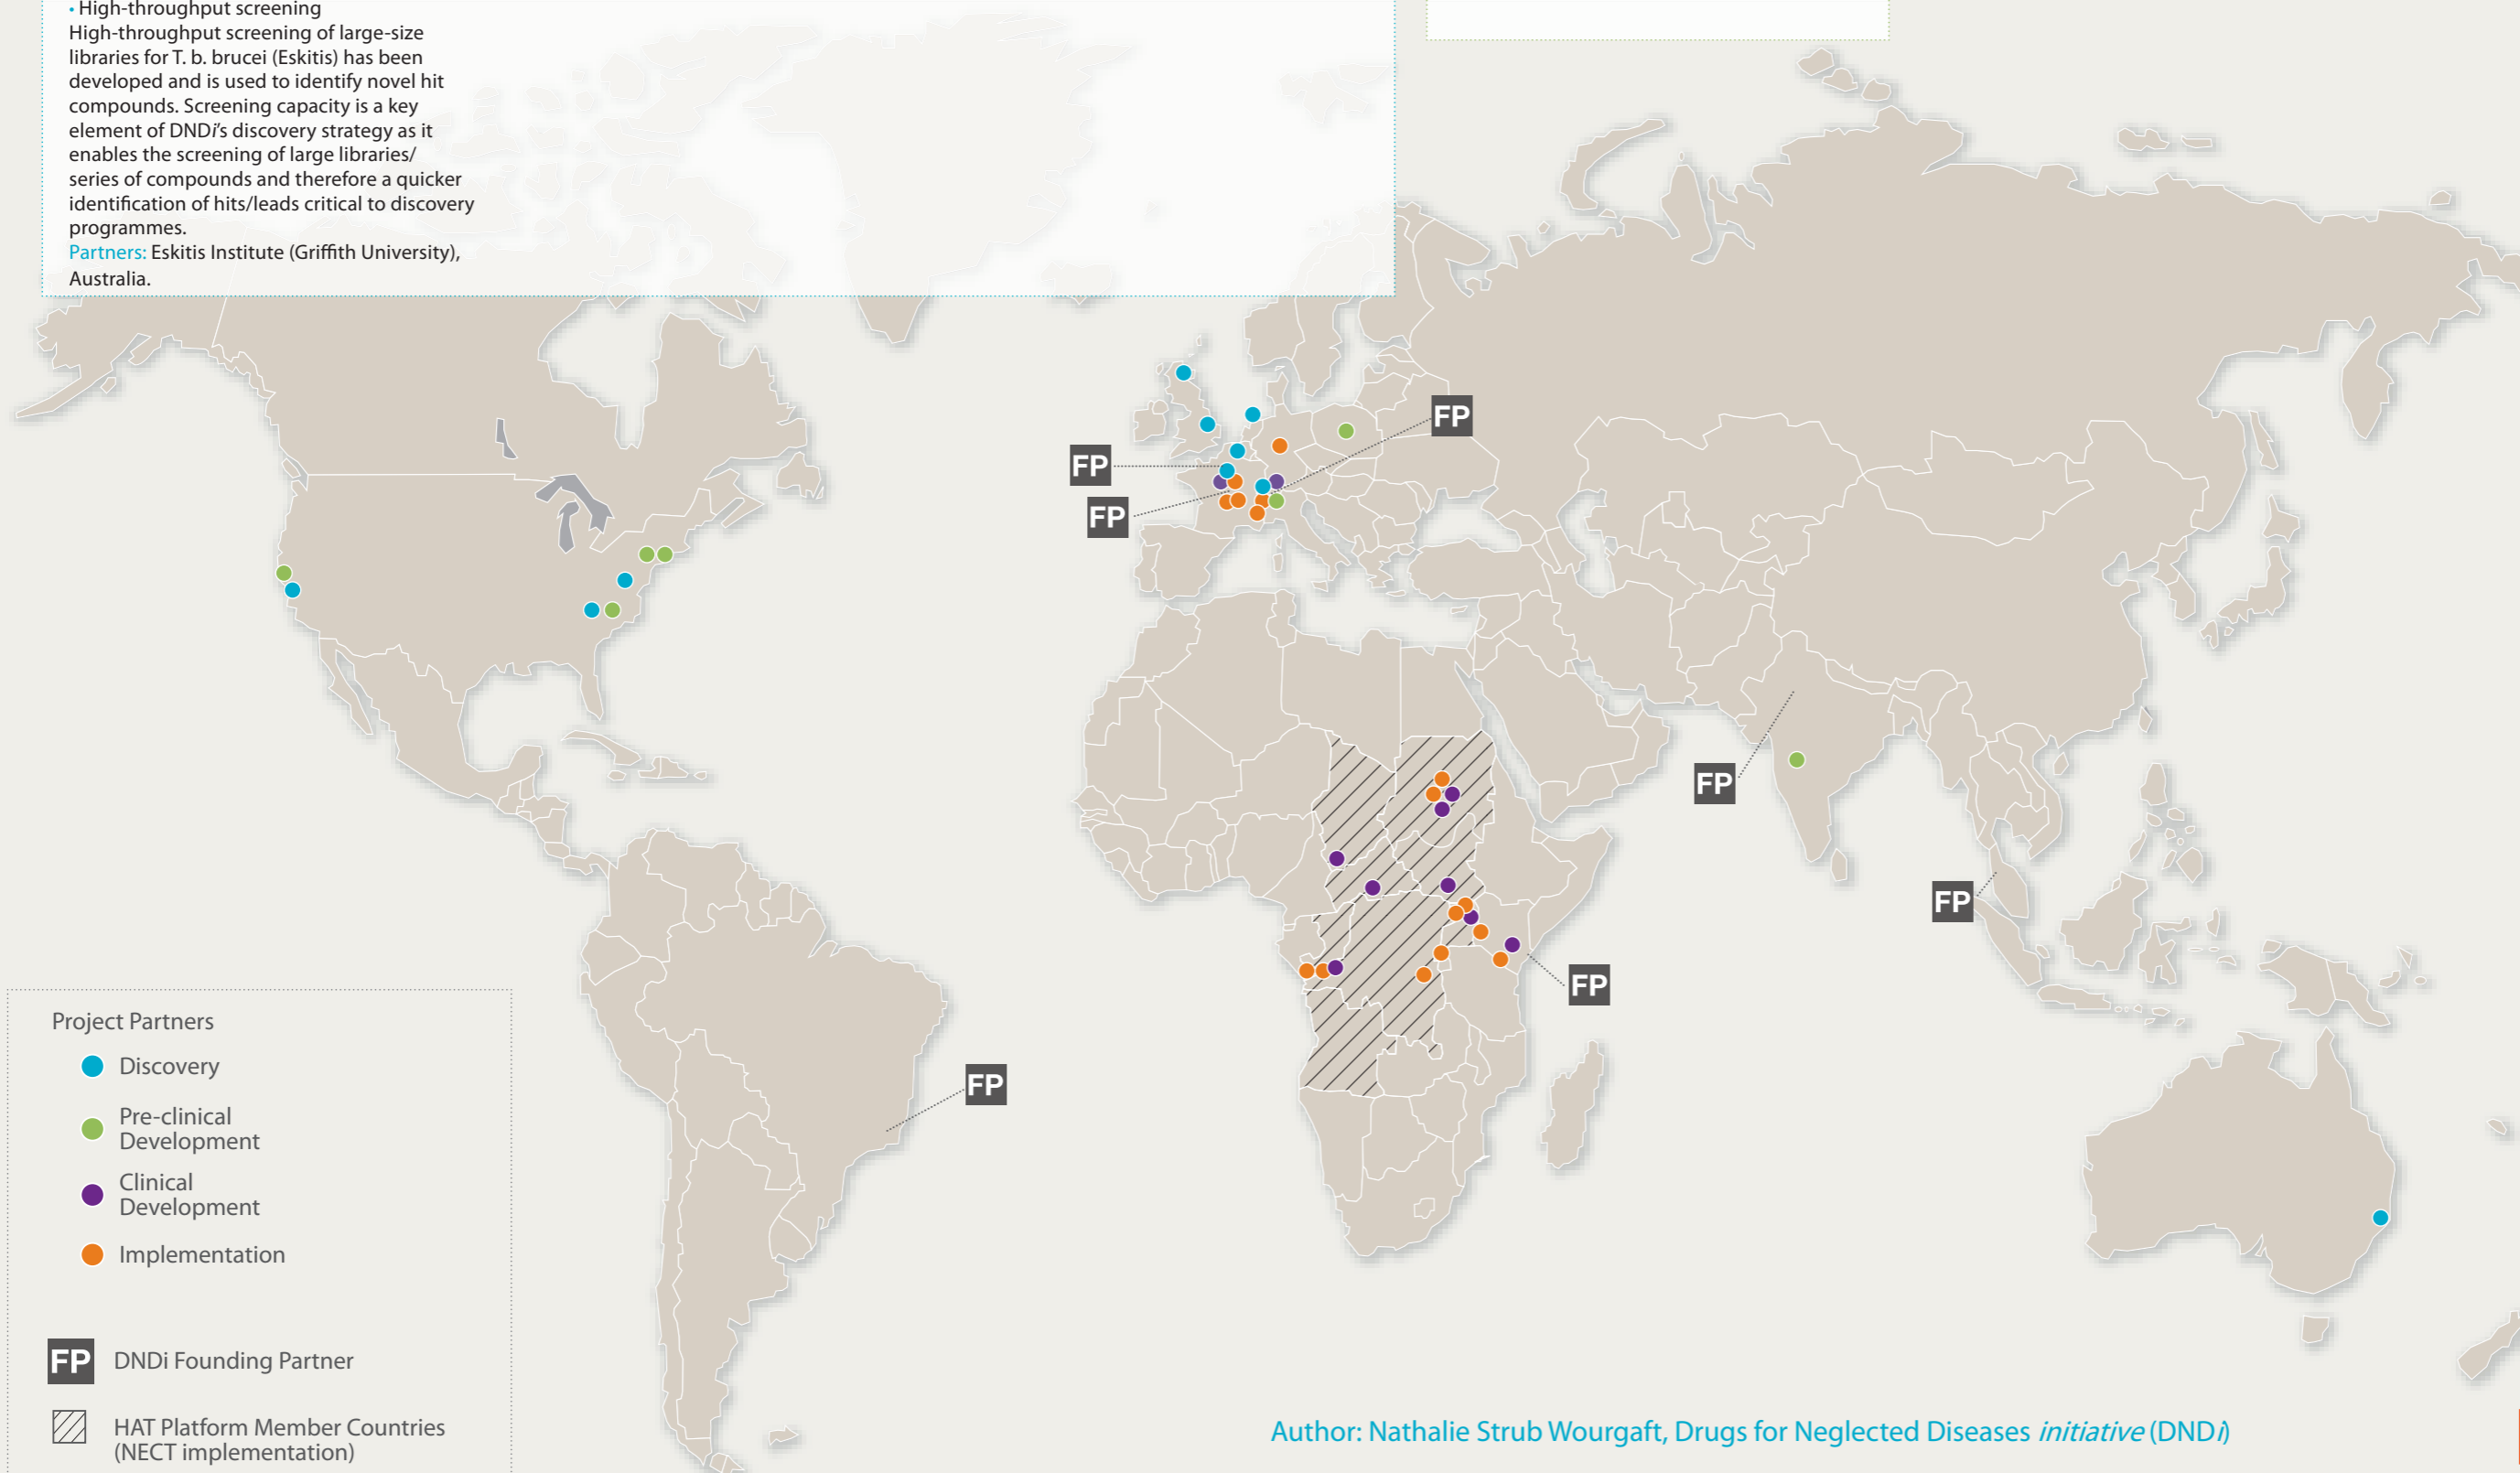 • High-throughput screening
High-throughput screening of large-size
libraries for T. b. brucei (Eskitis) has been
developed and is used to identify novel hit
compounds. Screening capacity is a key
element of DNDi's discovery strategy as it
enables the screening of large libraries/
series of compounds and therefore a quicker
identification of hits/leads critical to discovery
programmes.
Partners: Eskitis Institute (Griffith University),
Australia.
FP
FP
FP
FP
FP
FP
FP
Project Partners
Discovery
Pre-clinical
Development
Clinical
Development
Implementation
FP DNDi Founding Partner
HAT Platform Member Countries
(NECT implementation)
Author: Nathalie Strub Wourgaft, Drugs for Neglected Diseases initiative (DNDi)